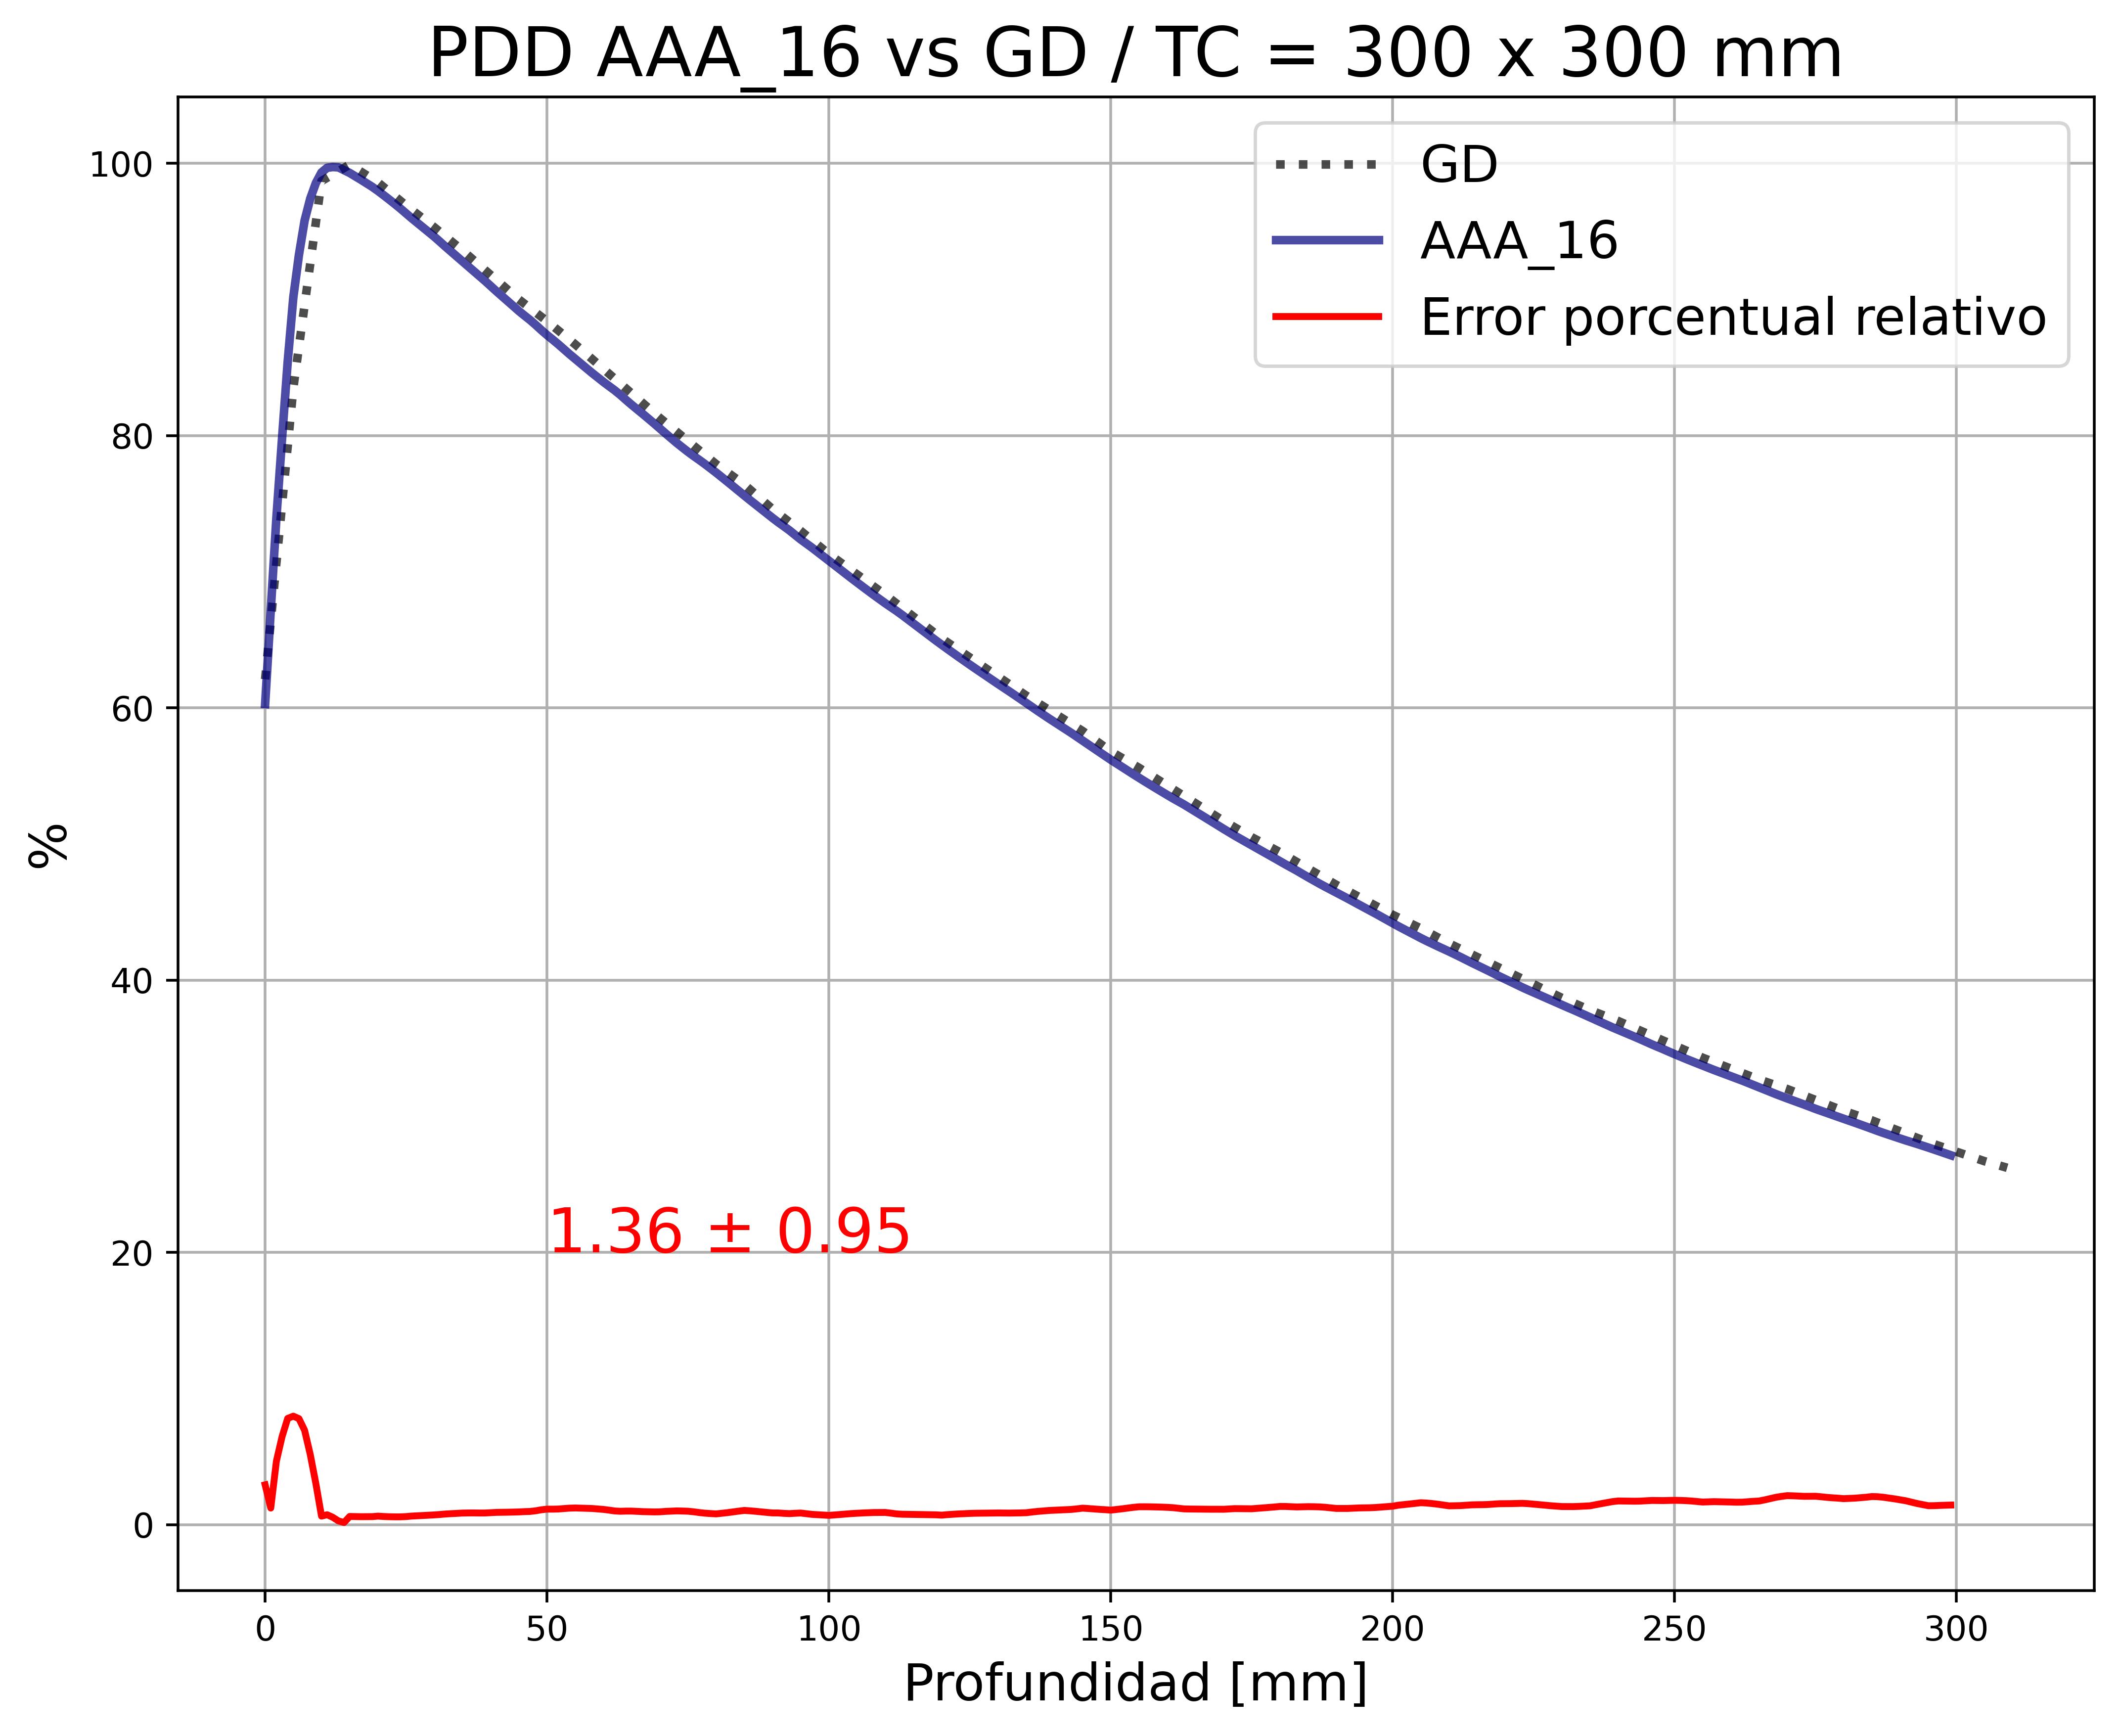 PDD AAA_16 vs GD / TC = 300 x 300 mm
GD
AAA_16
Error porcentual relativo
100
80
60
40
20
0
%
1.36 ± 0.95
0 50 100 150 200 250 300
Profundidad [mm]